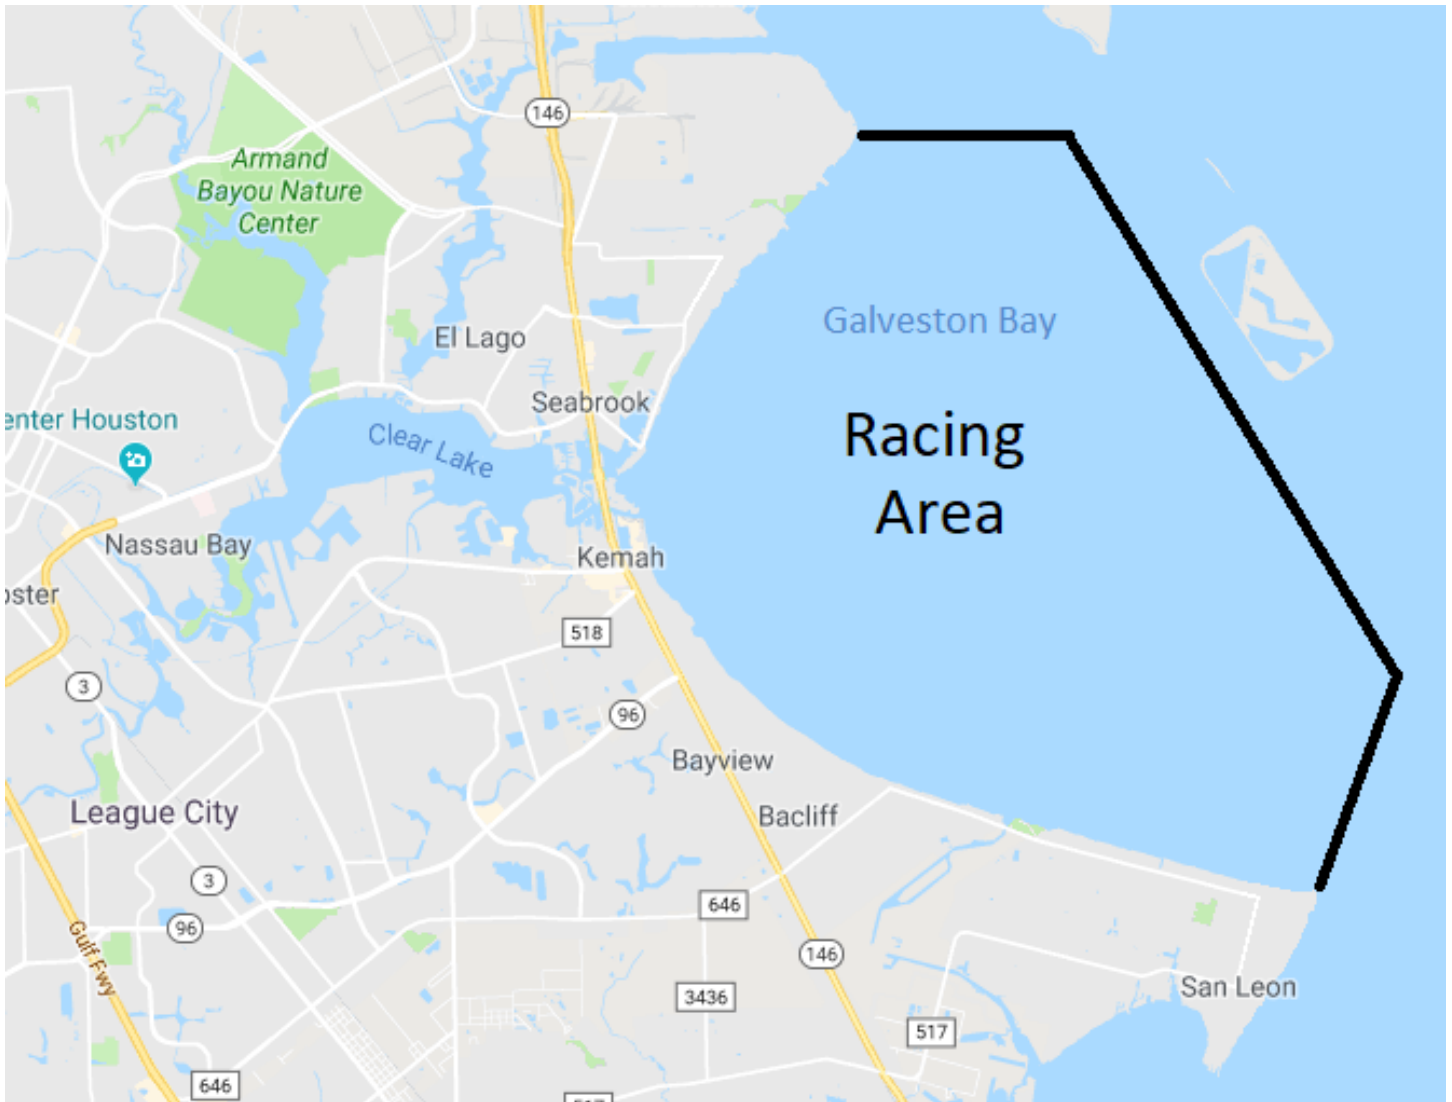 146
Armand
Bayou Nature
Center
Galveston Bay
El Lago
Racing
Area
Seabrook
enter Houston
Clear Lake
Nassau Bay
Kemah
oster
518
3
96
Bayview
League City
Bacliff
3
646
96
Gulf Fwy
146
San Leon
3436
517
646
517